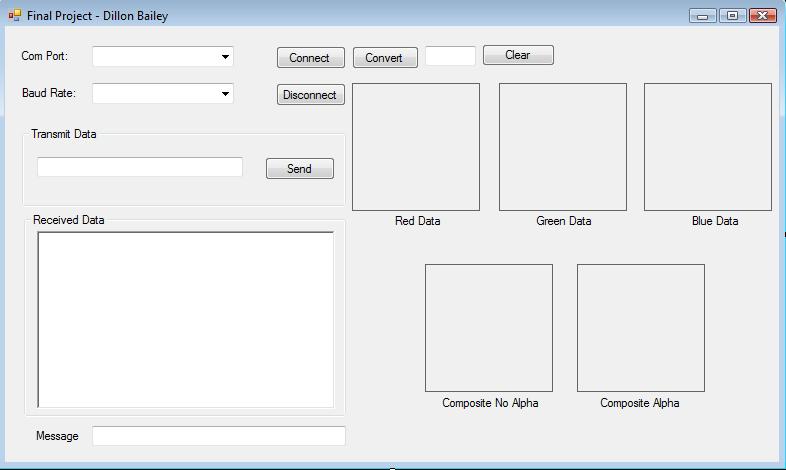 Final Project - Dillon Bailey
Com Port:
Connect
Convert
Clear
Baud Rate:
Disconnect
Transmit Data
Send
Received Data
Red Data
Green Data
Blue Data
Composite No Alpha
Composite Alpha
Message